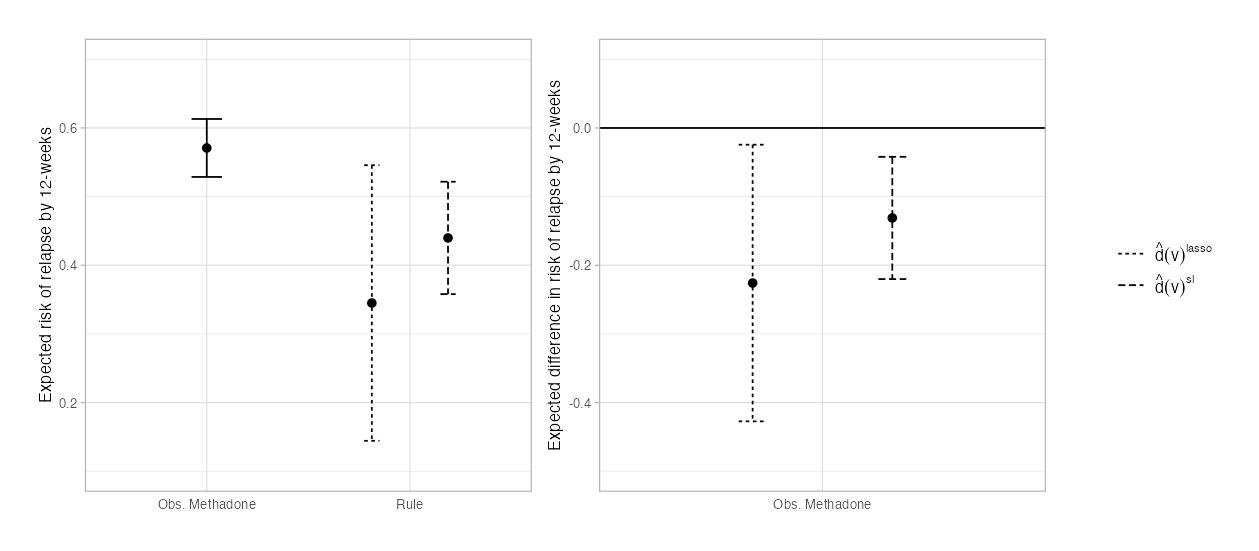 Expected risk of relapse by 12-weeks
0.6
0.4
0.2
Obs. Methadone
Rule
Expected difference in risk of relapse by 12-weeks
0.0
-0.2
-0.4
Obs. Methadone
d̂(v)^lasso
d̂(v)^sl